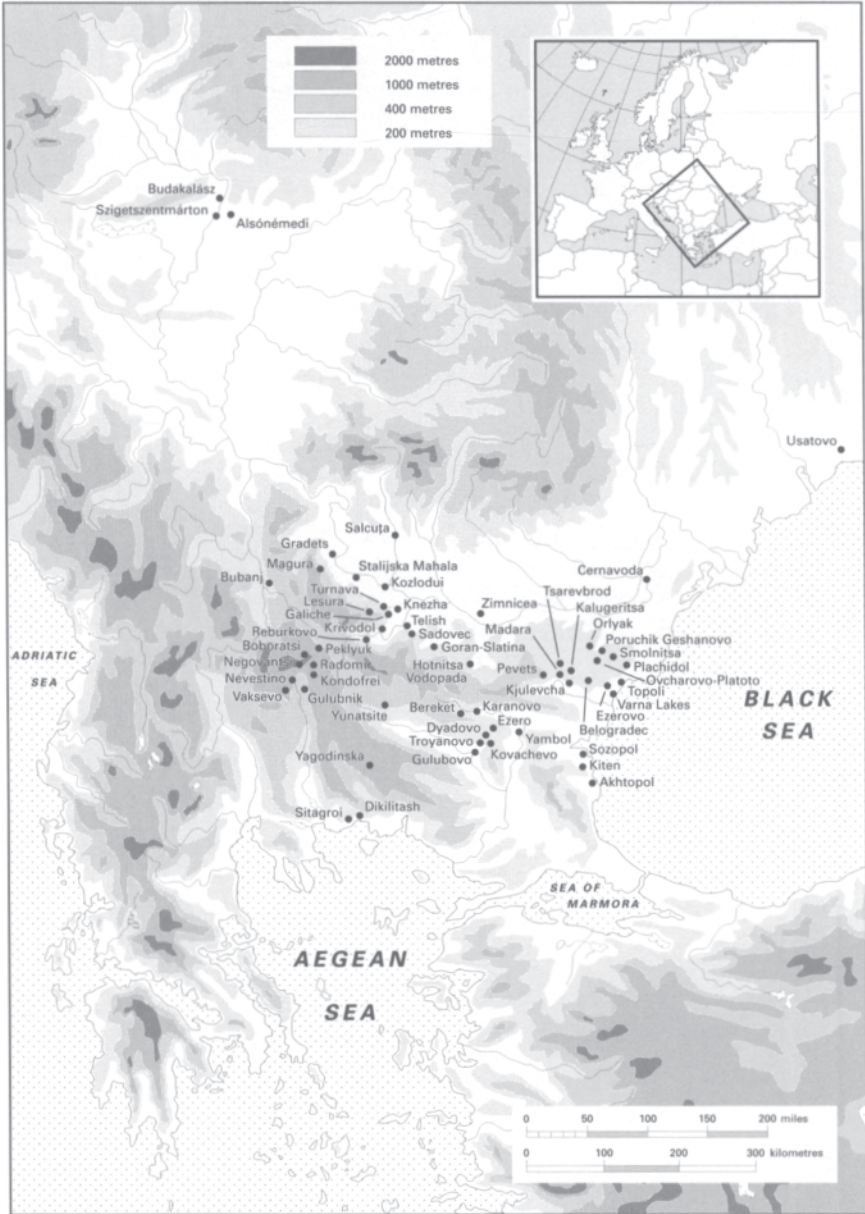 2000 metres
1000 metres
400 metres
200 metres
?
Budakalász
Szigetszentmárton
Alsónémedi
Usatovo
Salcuța
Gradets
Magura
Stalijska Mahala
Bubanj
Kozlodui
Cernavoda
Turnava
Tsarevbrod
Lesura
Knezha
Zimnicea
Kalugeritsa
Galiche
Telish
Orlyak
Krivodol
Sadovec
Madara
Poruchik Geshanovo
Reburkovo
Goran-Slatina
Smolnitsa
Boboratsi
Peklyuk
Plachidol
ADRIATIC
SEA
Negovantsi
Radomir
Hotnitsa
Vodopada
Pevets
Ovcharovo-Platoto
Nevestino
Kondofrei
Kjulevcha
Topoli
Vaksevo
Gulubnik
Varna Lakes
BLACK
SEA
Yunatsite
Bereket
Karanovo
Ezerovo
Ezero
Belogradec
Dyadovo
Yambol
Troyanovo
Kovachevo
Sozopol
Gulubovo
Kiten
Yagodinska
Akhtopol
Sitagroi
Dikilitash
SEA OF
MARMORA
AEGEAN
SEA
0 50 100 150 200 miles
0 100 200 300 kilometres